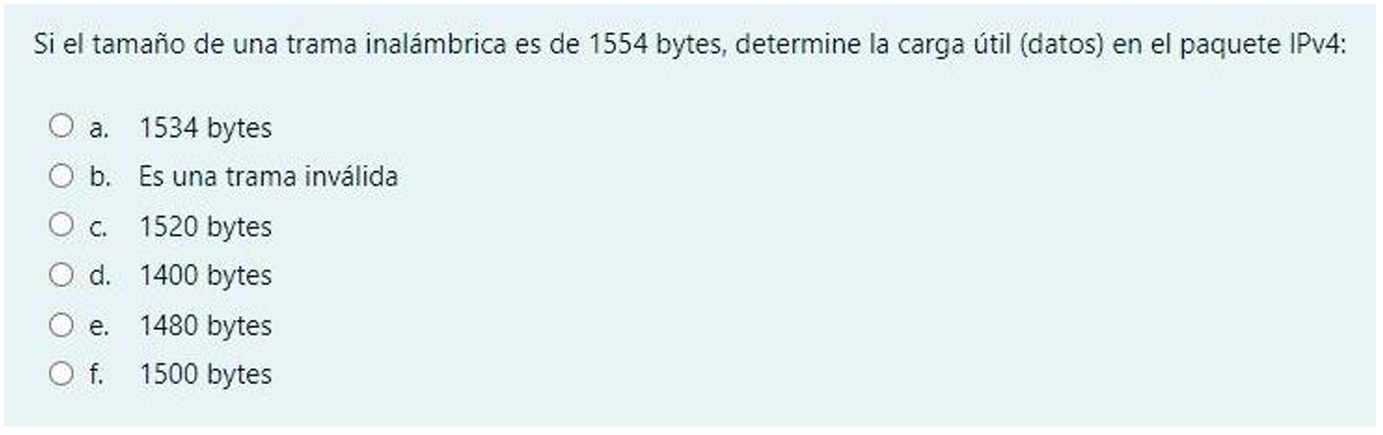 Si el tamaño de una trama inalámbrica es de 1554 bytes, determine la carga útil (datos) en el paquete IPv4:
a. 1534 bytes
b. Es una trama inválida
c. 1520 bytes
d. 1400 bytes
e. 1480 bytes
f. 1500 bytes